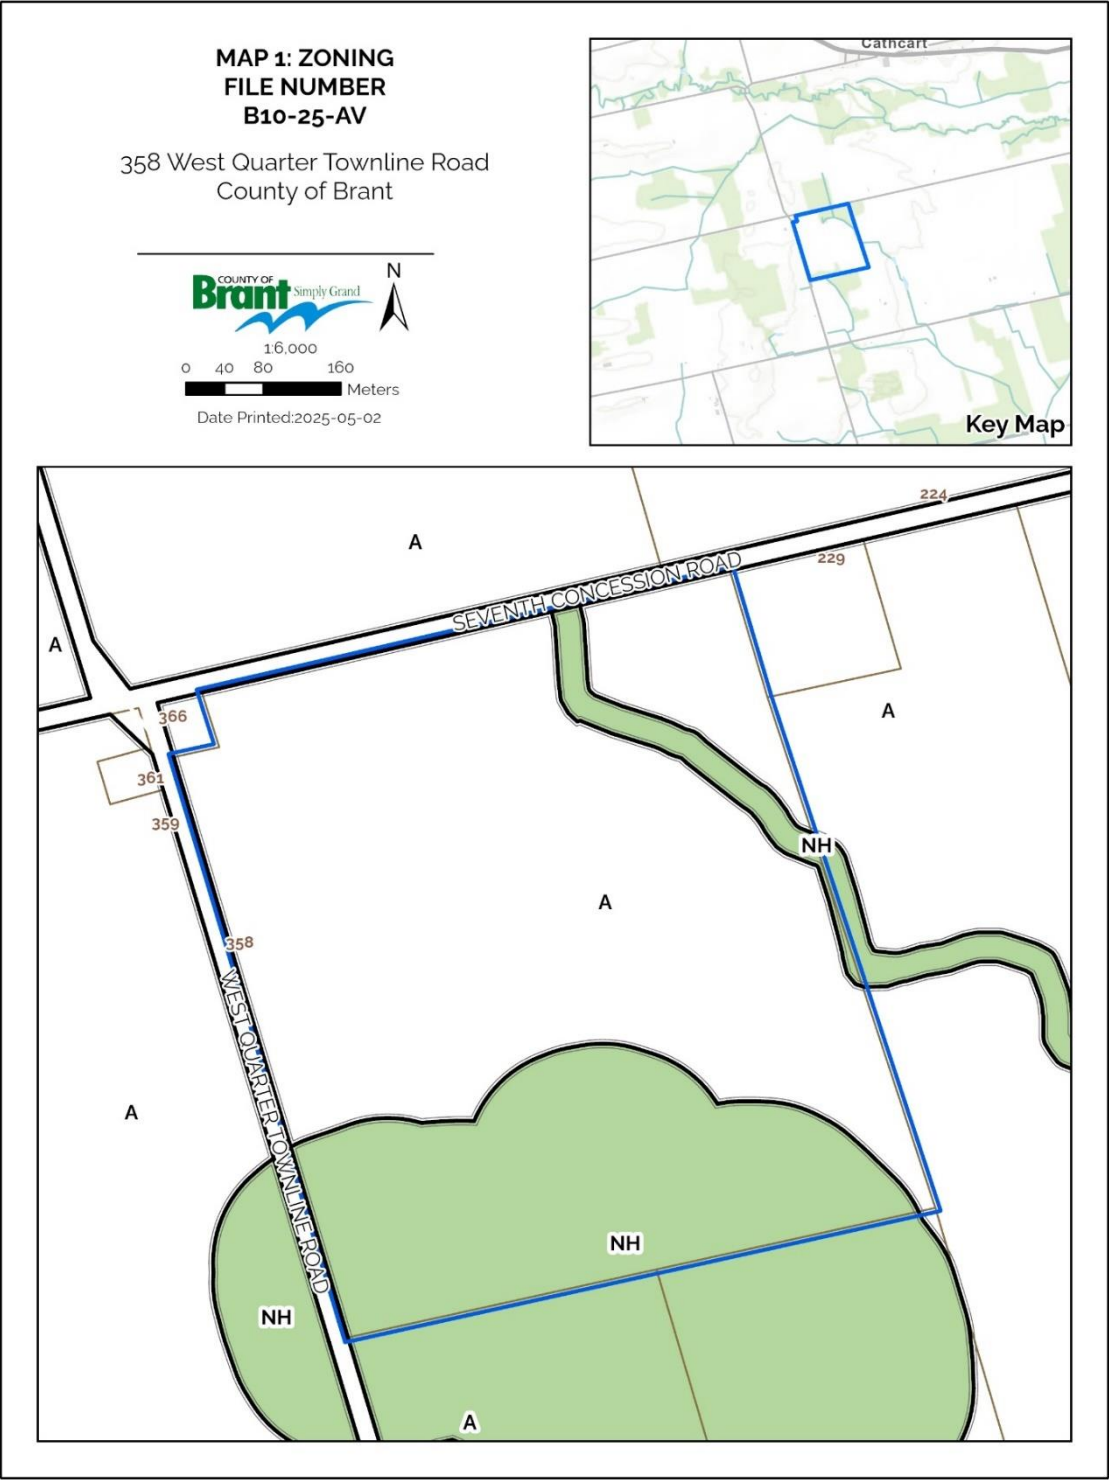 MAP 1: ZONING
FILE NUMBER
B10-25-AV
358 West Quarter Townline Road
County of Brant
COUNTY OF
Brant Simply Grand
N
1:6,000
0 40 80 160
Meters
Date Printed:2025-05-02
Cathcart
Key Map
224
A
229
SEVENTH CONCESSION ROAD
A
366
A
361
359
NH
A
358
WEST QUARTER TOWNLINE ROAD
A
NH
NH
A